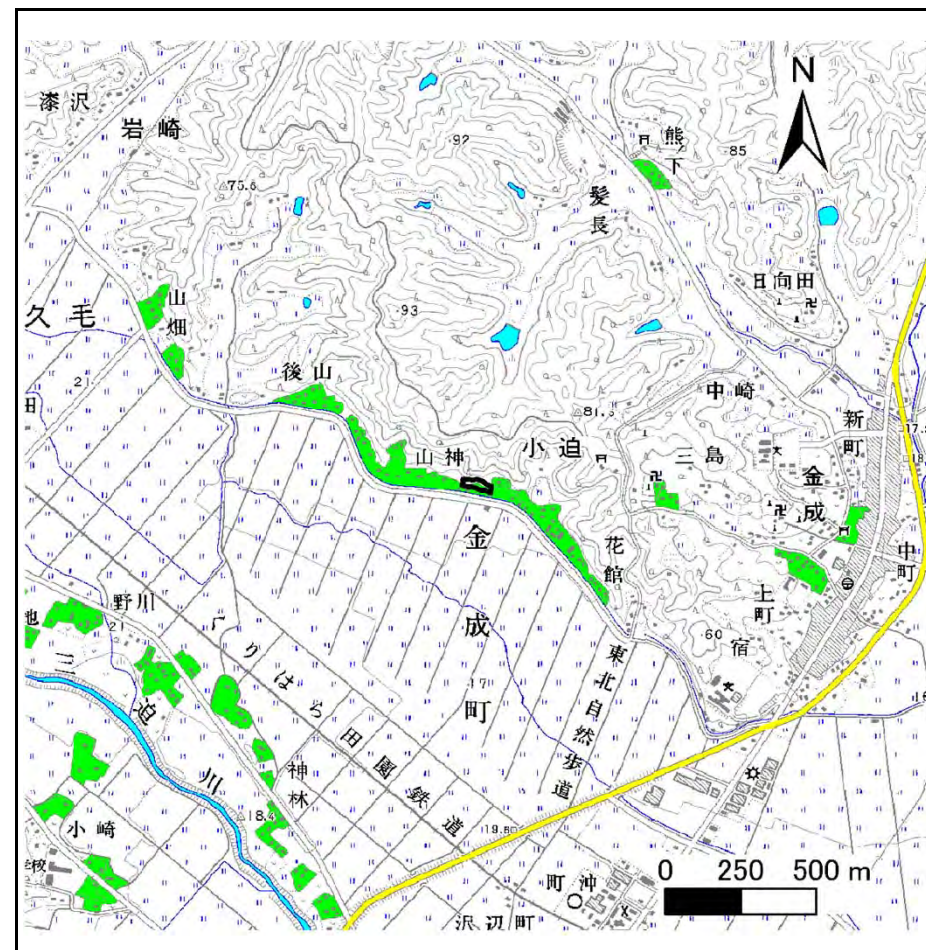 漆沢
岩崎
△75.6
・92
N
熊下
・85
髪長
日向田
久毛
山畑
21
田
後山
・93
△81.5
中崎
新町
小迫
山神
三島
金成
花館
中町
上町
・60
宿
金成町
野川
21
三迫川
くりはら田園鉄道
17
東北自然歩道
神林
△18.4
小崎
19.8
沖町
沢辺町
0 250 500 m